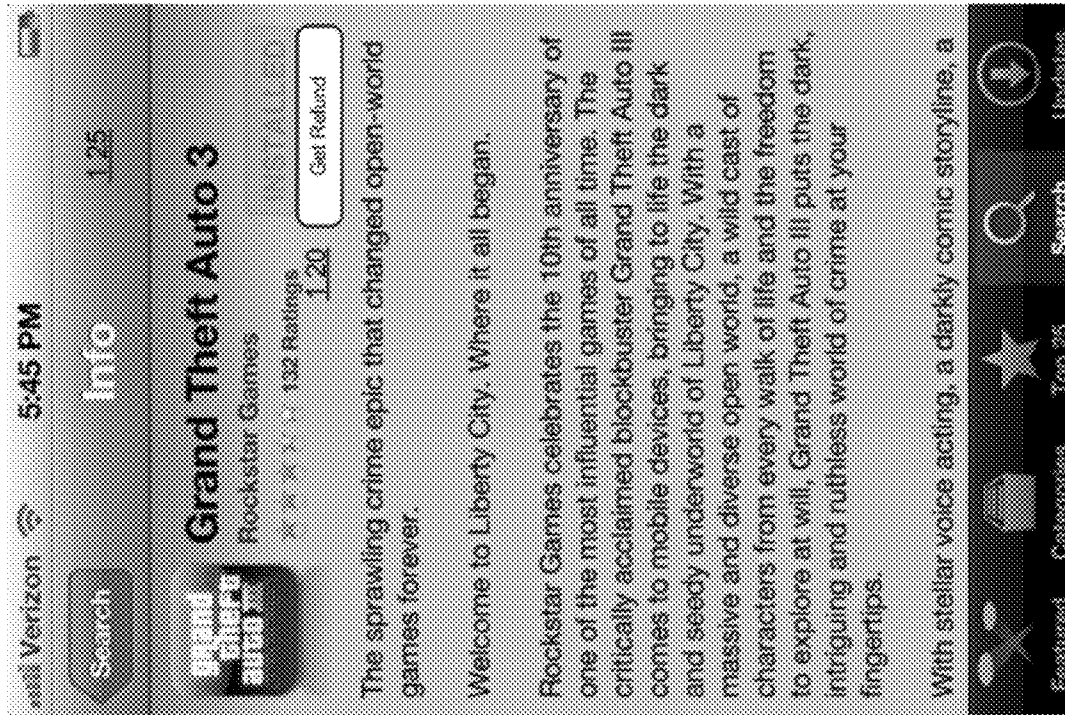 Verizon 5:45 PM
Search Info 125
grand theft auto
Grand Theft Auto 3
Rockstar Games
132 Ratings
120
Get Refund
The sprawling crime epic that changed open-world
games forever.
Welcome to Liberty City. Where it all began.
Rockstar Games celebrates the 10th anniversary of
one of the most influential games of all time. The
critically acclaimed blockbuster Grand Theft Auto III
comes to mobile devices, bringing to life the dark
and seedy underworld of Liberty City. With a
massive and diverse open world, a wild cast of
characters from every walk of life and the freedom
to explore at will, Grand Theft Auto III puts the dark,
intriguing and ruthless world of crime at your
fingertips.
With stellar voice acting, a darkly comic storyline, a
Featured Categories Top 25 Search Updates